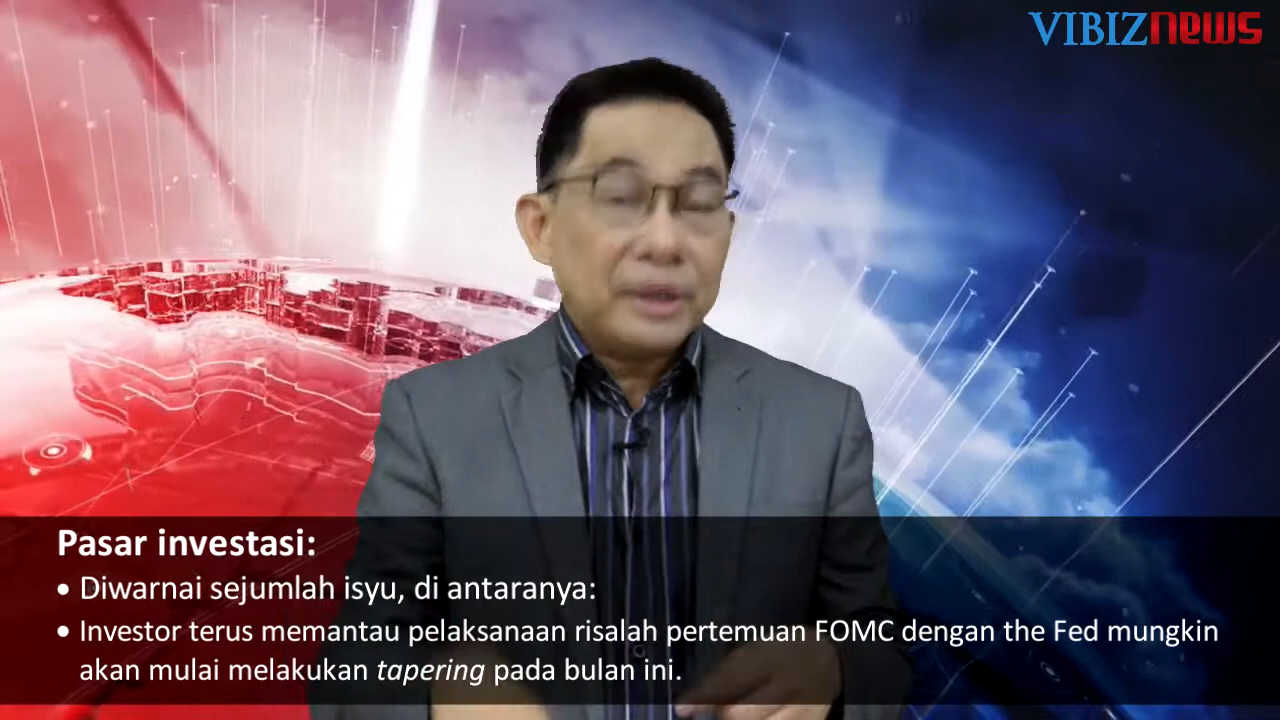 VIBIZNEWS
Pasar investasi:
• Diwarnai sejumlah isyu, di antaranya:
• Investor terus memantau pelaksanaan risalah pertemuan FOMC dengan the Fed mungkin
akan mulai melakukan tapering pada bulan ini.